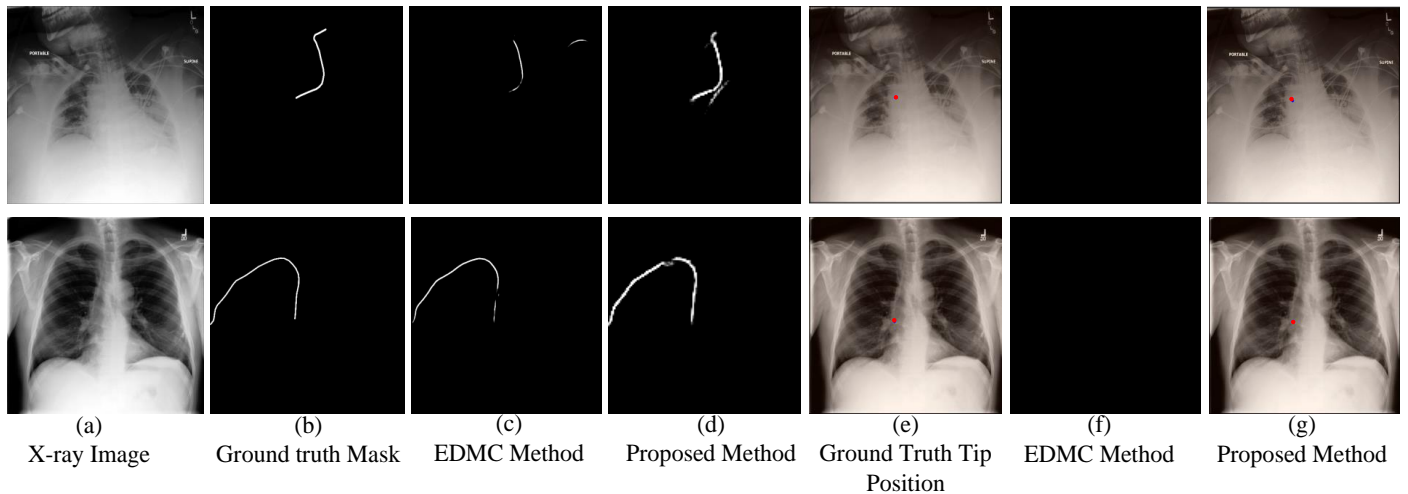 L
PORTABLE
SUPINE
PORTABLE
SUPINE
PORTABLE
SUPINE
L
L
L
(a)
X-ray Image
(b)
Ground truth Mask
(c)
EDMC Method
(d)
Proposed Method
(e)
Ground Truth Tip
Position
(f)
EDMC Method
(g)
Proposed Method